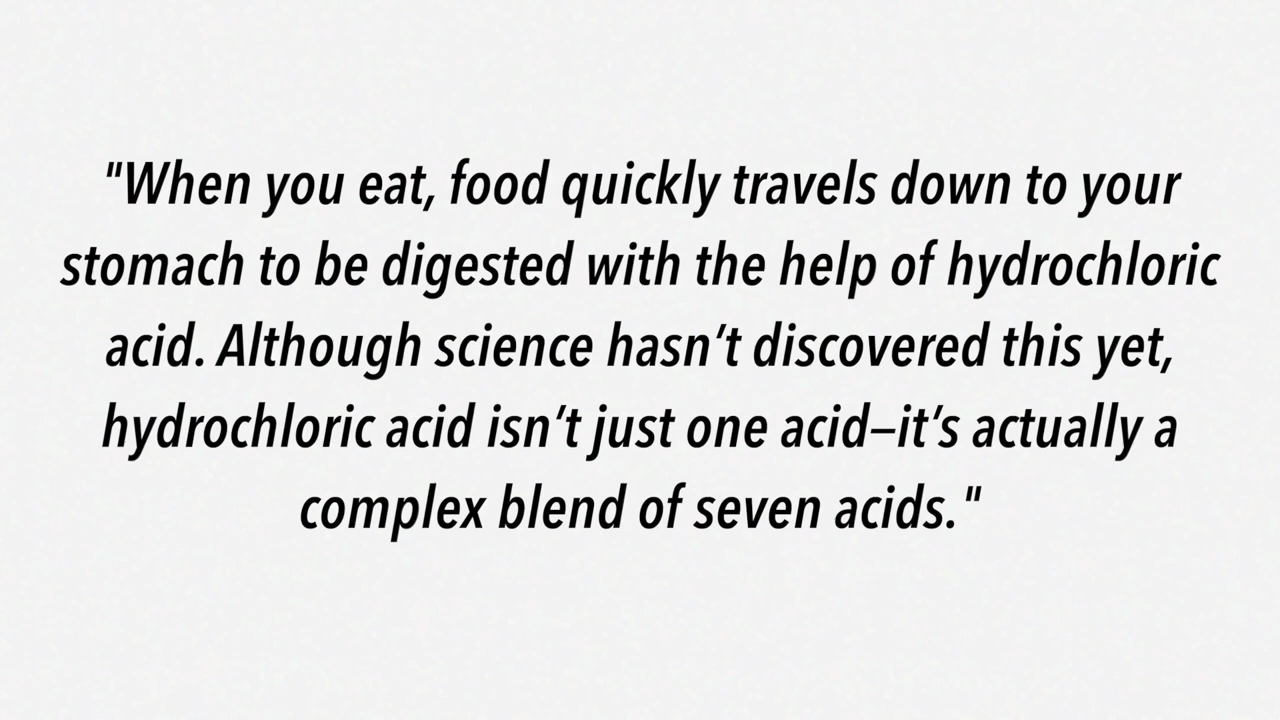 "When you eat, food quickly travels down to your
stomach to be digested with the help of hydrochloric
acid. Although science hasn’t discovered this yet,
hydrochloric acid isn’t just one acid—it’s actually a
complex blend of seven acids."